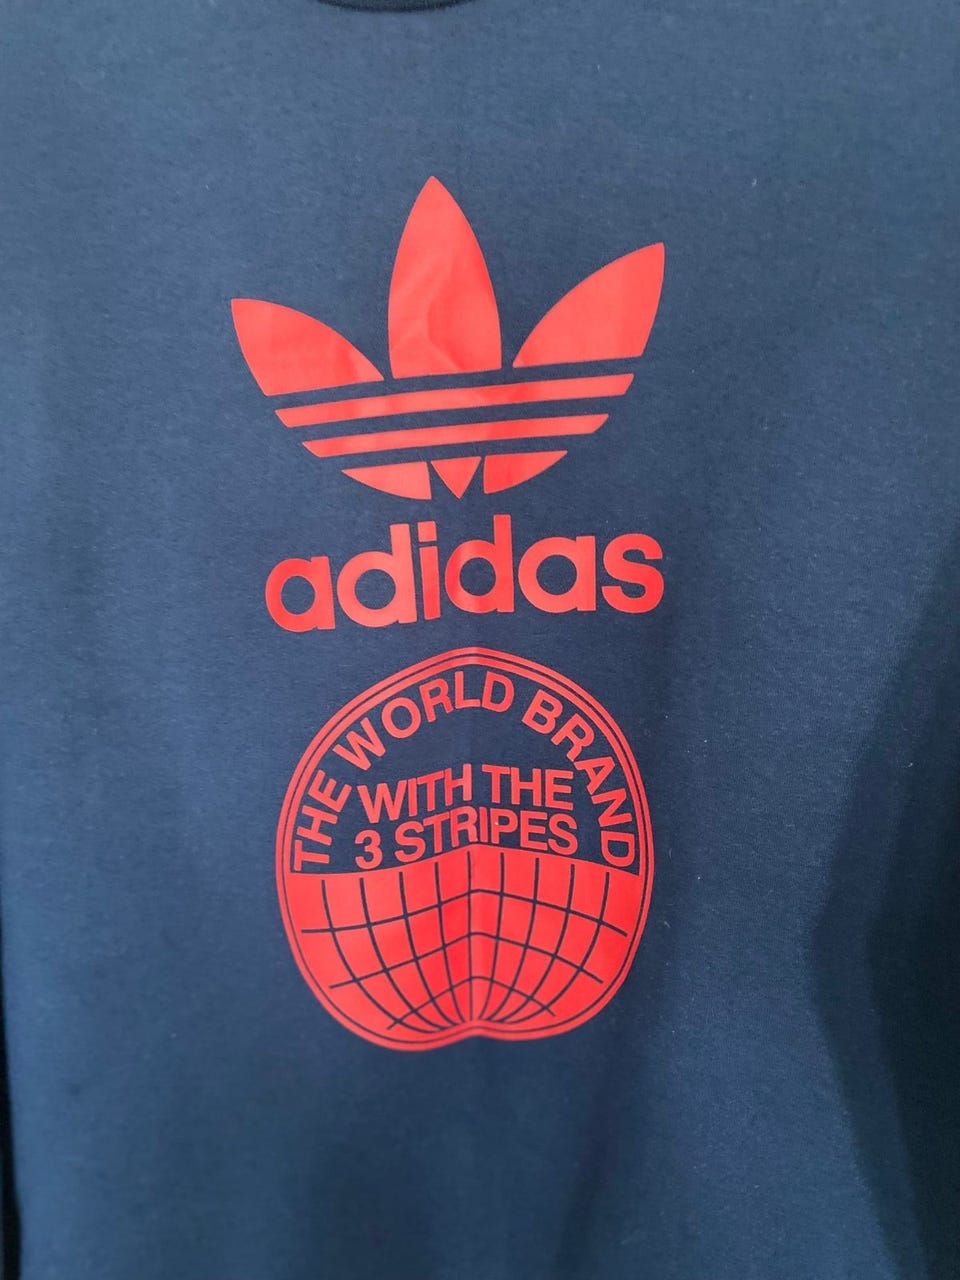 adidas
THE WORLD BRAND
WITH THE
3 STRIPES